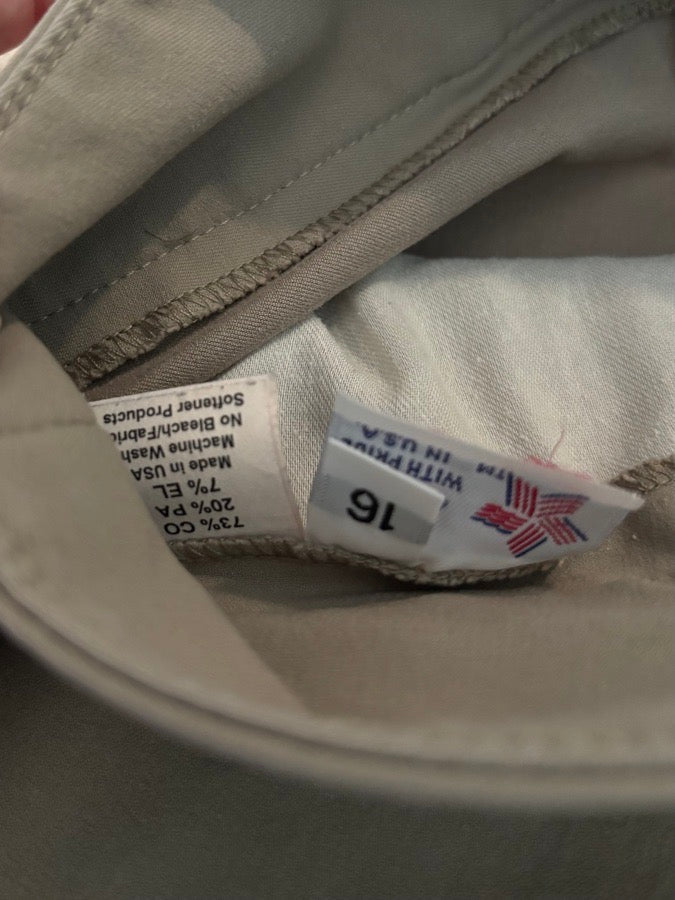 73% CO
20% PA
7% EL
Made in USA
Machine Wash
No Bleach/Fabric
Softener Products
16
WITH PRIDE
IN U.S.A.
TM